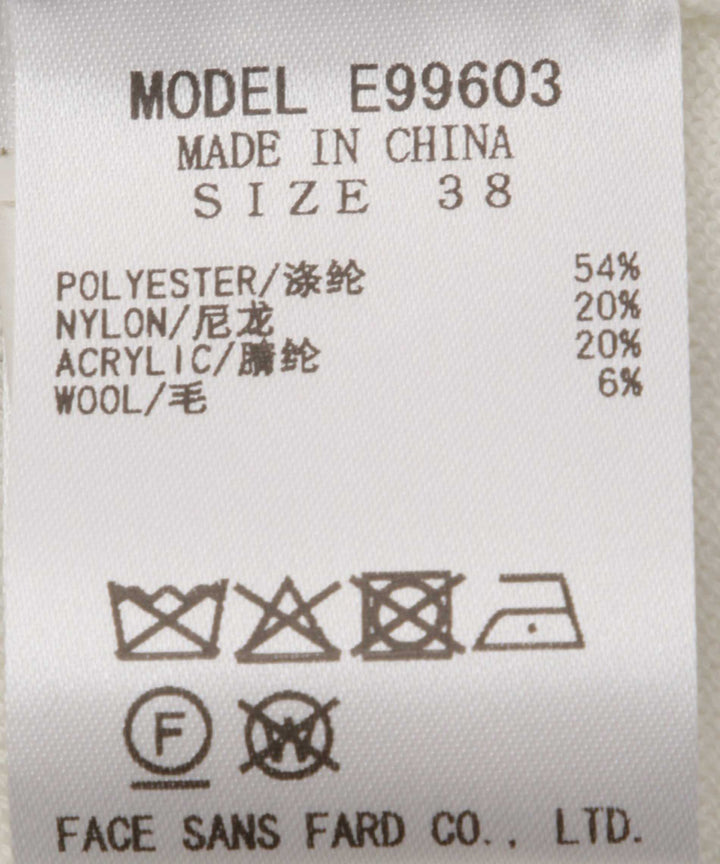 MODEL E99603
MADE IN CHINA
SIZE 38
POLYESTER/涤纶 54%
NYLON/尼龙 20%
ACRYLIC/腈纶 20%
WOOL/毛 6%
F W
FACE SANS FARD CO., LTD.